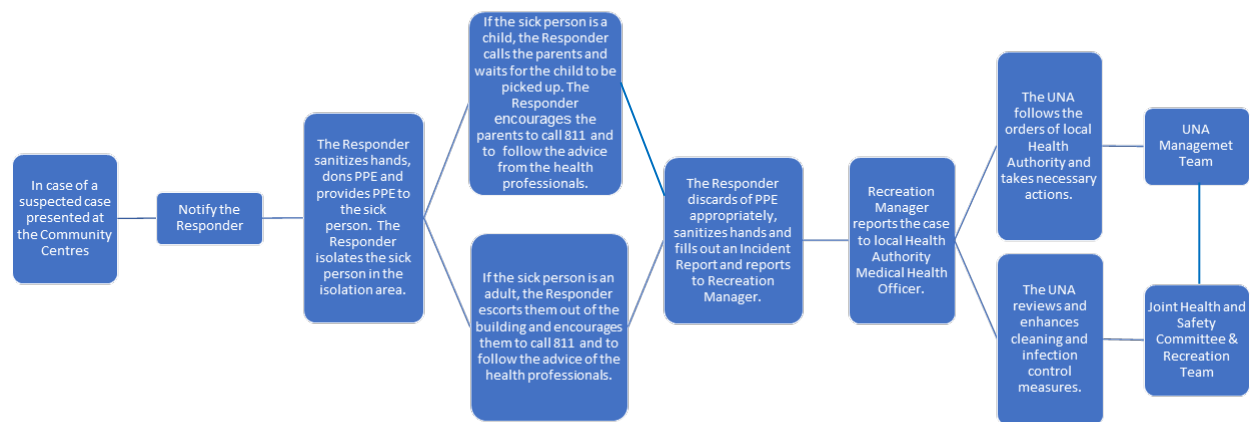 In case of a
suspected case
presented at
the Community
Centres
Notify the
Responder
The Responder
sanitizes hands,
dons PPE and
provides PPE to
the sick
person. The
Responder
isolates the sick
person in the
isolation area.
If the sick person is a
child, the Responder
calls the parents and
waits for the child to
be picked up. The
Responder
encourages the
parents to call 811 and
to follow the advice
from the health
professionals.
If the sick person is an
adult, the Responder
escorts them out of the
building and encourages
them to call 811 and to
follow the advice of the
health professionals.
The Responder
discards of PPE
appropriately,
sanitizes hands and
fills out an Incident
Report and reports
to Recreation
Manager.
Recreation
Manager
reports the case
to local Health
Authority
Medical Health
Officer.
The UNA
follows the
orders of local
Health
Authority and
takes necessary
actions.
The UNA
reviews and
enhances
cleaning and
infection
control
measures.
UNA
Managemet
Team
Joint Health and
Safety
Committee &
Recreation
Team